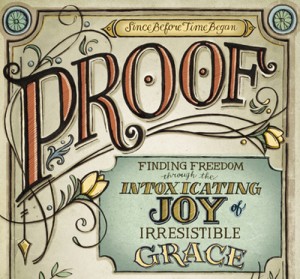 Since Before Time Began
PROOF
FINDING FREEDOM
through the
INTOXICATING
JOY of
IRRESISTIBLE
GRACE